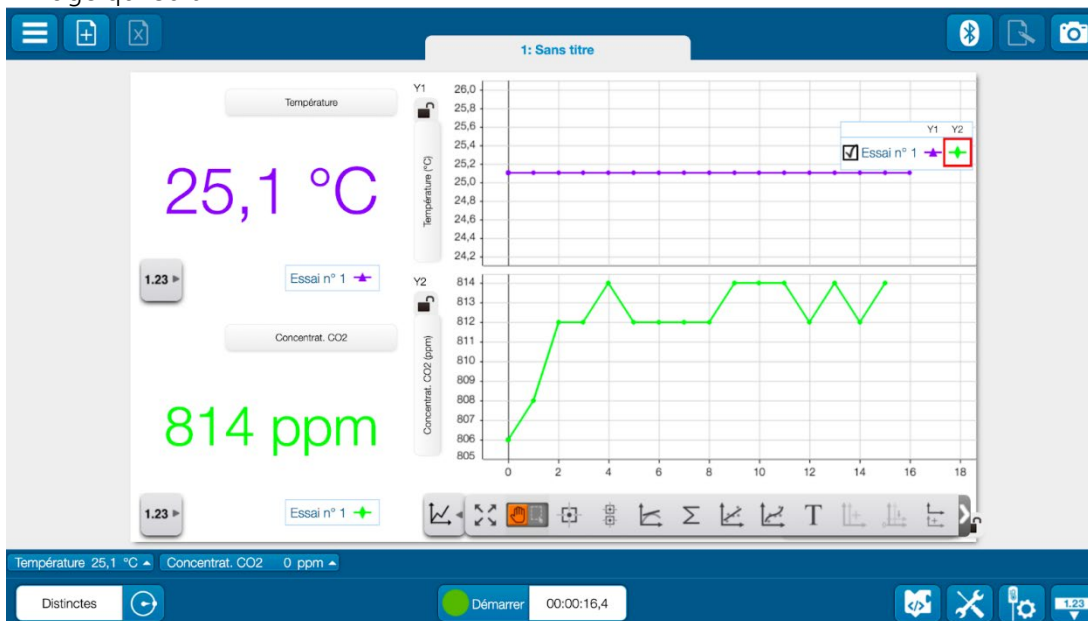 1: Sans titre
Température
25,1 °C
1.23
Essai n° 1
Concentrat. CO2
814 ppm
1.23
Essai n° 1
Y1
Température (°C)
26,0
25,8
25,6
25,4
25,2
25,0
24,8
24,6
24,4
24,2
Y1 Y2
Essai n° 1
Y2
Concentrat. CO2 (ppm)
814
813
812
811
810
809
808
807
806
805
0 2 4 6 8 10 12 14 16 18
Σ
T
Température 25,1 °C Concentrat. CO2 0 ppm
Distinctes
Démarrer 00:00:16,4
1.23